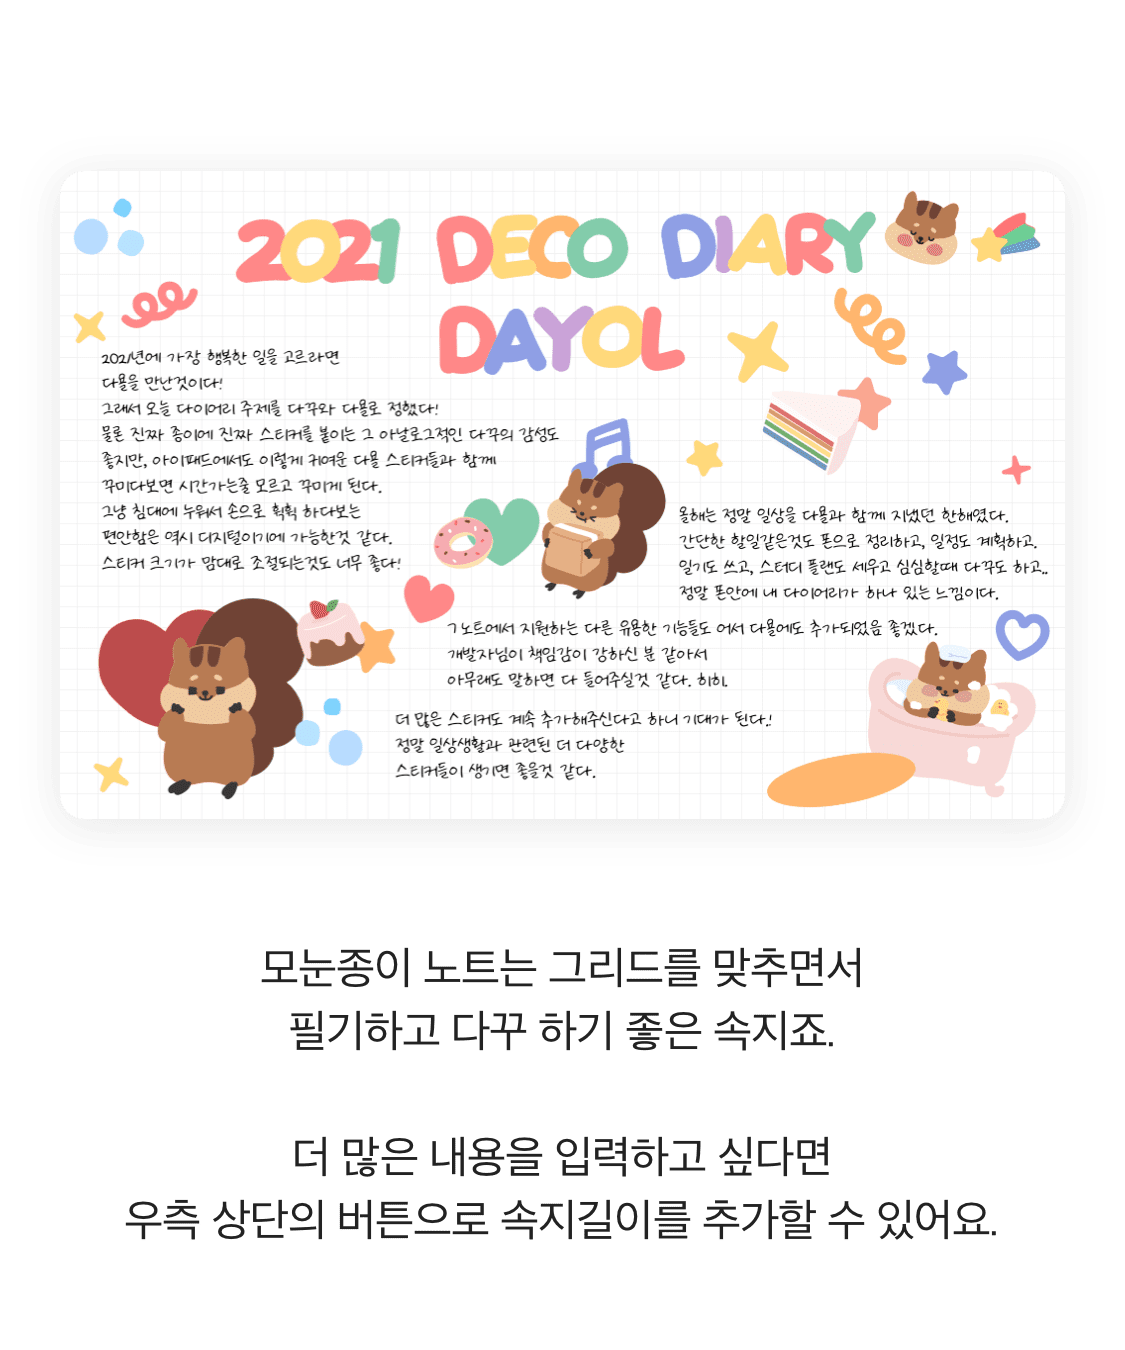 2021 DECO DIARY
DAYOL
2021년에 가장 행복한 일을 고르라면
다욜을 만난것이다!
그래서 오늘 다이어리 주제를 다꾸와 다욜로 정했다!
물론 진짜 종이에 진짜 스티커를 붙이는 그 아날로그적인 다꾸의 감성도
좋지만, 아이패드에서도 이렇게 귀여운 다욜 스티커들과 함께
꾸미다보면 시간가는줄 모르고 꾸미게 된다.
그냥 침대에 누워서 손으로 휙휙 하다보는
편안함은 역시 디지털이기에 가능한것 같다.
스티커 크기가 맘대로 조절되는것도 너무 좋다!
올해는 정말 일상을 다욜과 함께 지냈던 한해였다.
간단한 할일같은것도 폰으로 정리하고, 일정도 계획하고.
일기도 쓰고, 스터디 플랜도 세우고 심심할때 다꾸도 하고..
정말 폰안에 내 다이어리가 하나 있는 느낌이다.
ㄱ노트에서 지원하는 다른 유용한 기능들도 어서 다욜에도 추가되었음 좋겠다.
개발자님이 책임감이 강하신 분 같아서
아무래도 말하면 다 들어주실것 같다. 히히.
더 많은 스티커도 계속 추가해주신다고 하니 기대가 된다.!
정말 일상생활과 관련된 더 다양한
스티커들이 생기면 좋을것 같다.
모눈종이 노트는 그리드를 맞추면서
필기하고 다꾸 하기 좋은 속지죠.
더 많은 내용을 입력하고 싶다면
우측 상단의 버튼으로 속지길이를 추가할 수 있어요.